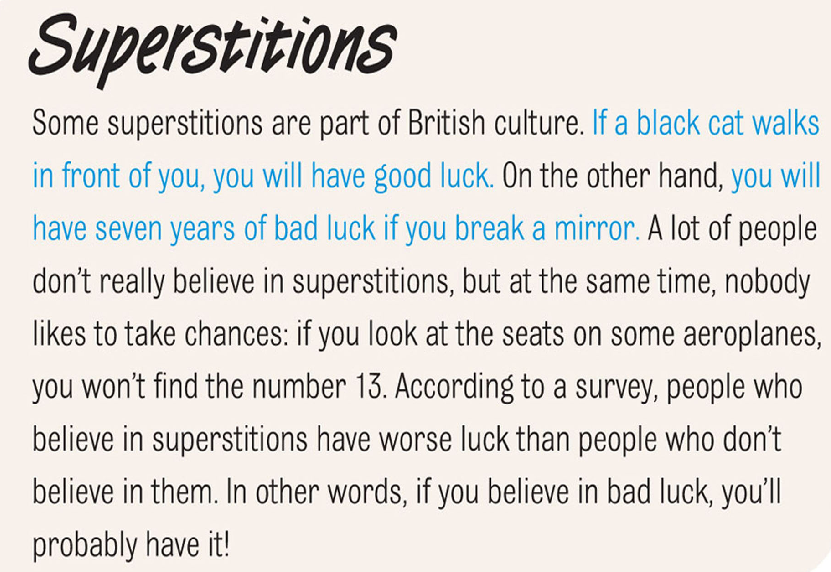 Superstitions
Some superstitions are part of British culture. If a black cat walks
in front of you, you will have good luck. On the other hand, you will
have seven years of bad luck if you break a mirror. A lot of people
don't really believe in superstitions, but at the same time, nobody
likes to take chances: if you look at the seats on some aeroplanes,
you won't find the number 13. According to a survey, people who
believe in superstitions have worse luck than people who don't
believe in them. In other words, if you believe in bad luck, you'll
probably have it!